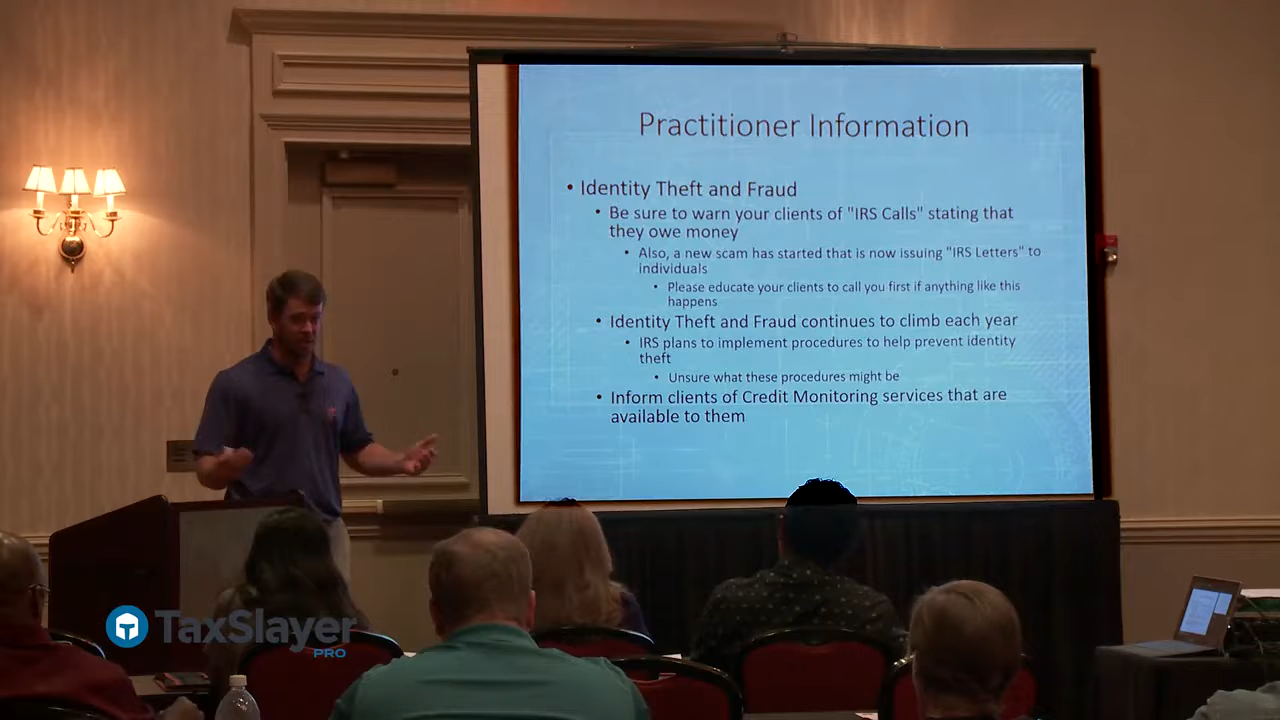 Practitioner Information
• Identity Theft and Fraud
• Be sure to warn your clients of "IRS Calls" stating that
they owe money
• Also, a new scam has started that is now issuing "IRS Letters" to
individuals
• Please educate your clients to call you first if anything like this
happens
• Identity Theft and Fraud continues to climb each year
• IRS plans to implement procedures to help prevent identity
theft
• Unsure what these procedures might be
• Inform clients of Credit Monitoring services that are
available to them
TaxSlayer
PRO